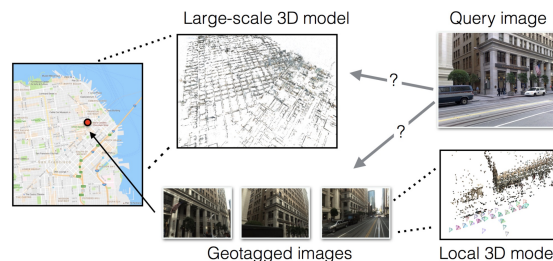 Large-scale 3D model
Query image
?
?
Geotagged images
Local 3D mode